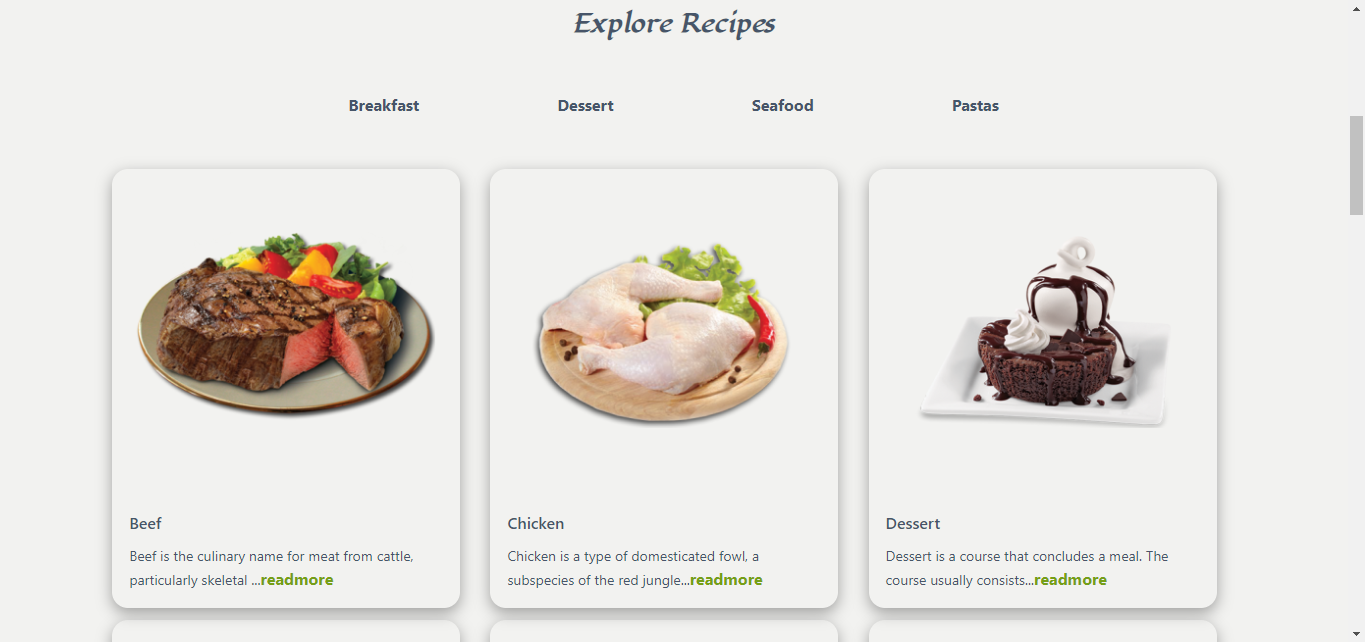 Explore Recipes
Breakfast Dessert Seafood Pastas
Beef
Beef is the culinary name for meat from cattle,
particularly skeletal ...readmore
Chicken
Chicken is a type of domesticated fowl, a
subspecies of the red jungle...readmore
Dessert
Dessert is a course that concludes a meal. The
course usually consists...readmore